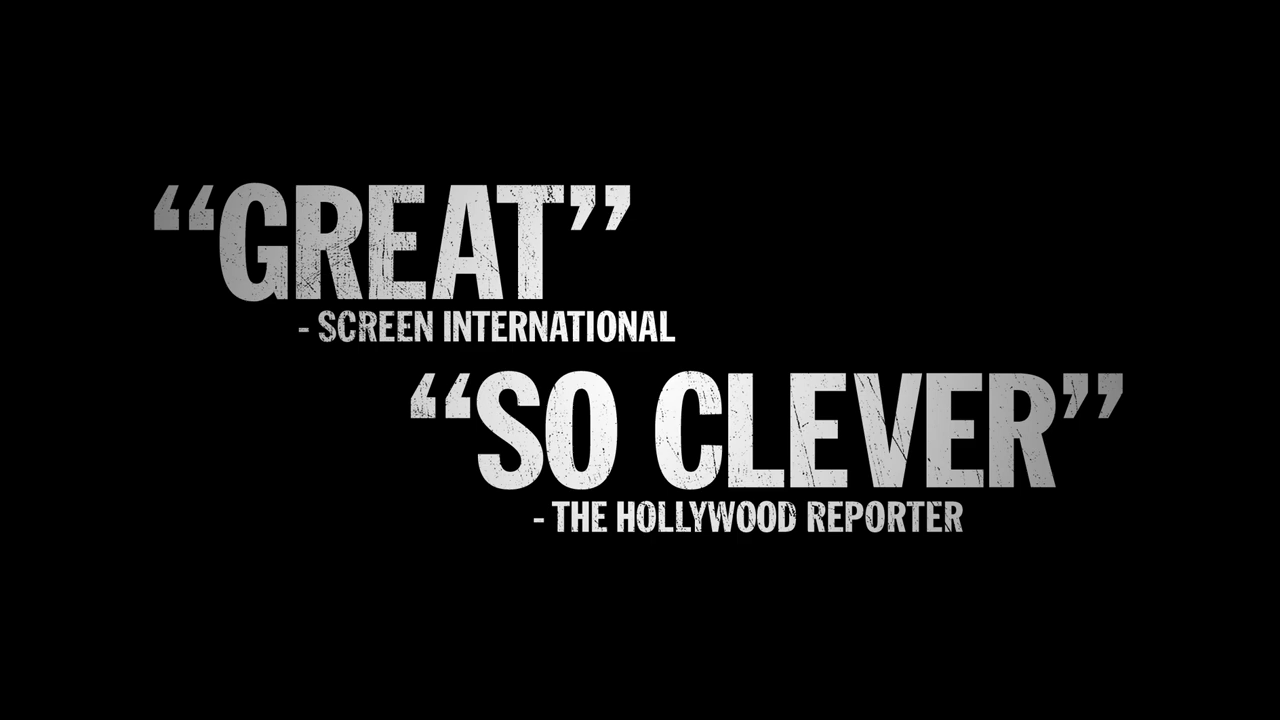 “GREAT”
- SCREEN INTERNATIONAL
“SO CLEVER”
- THE HOLLYWOOD REPORTER